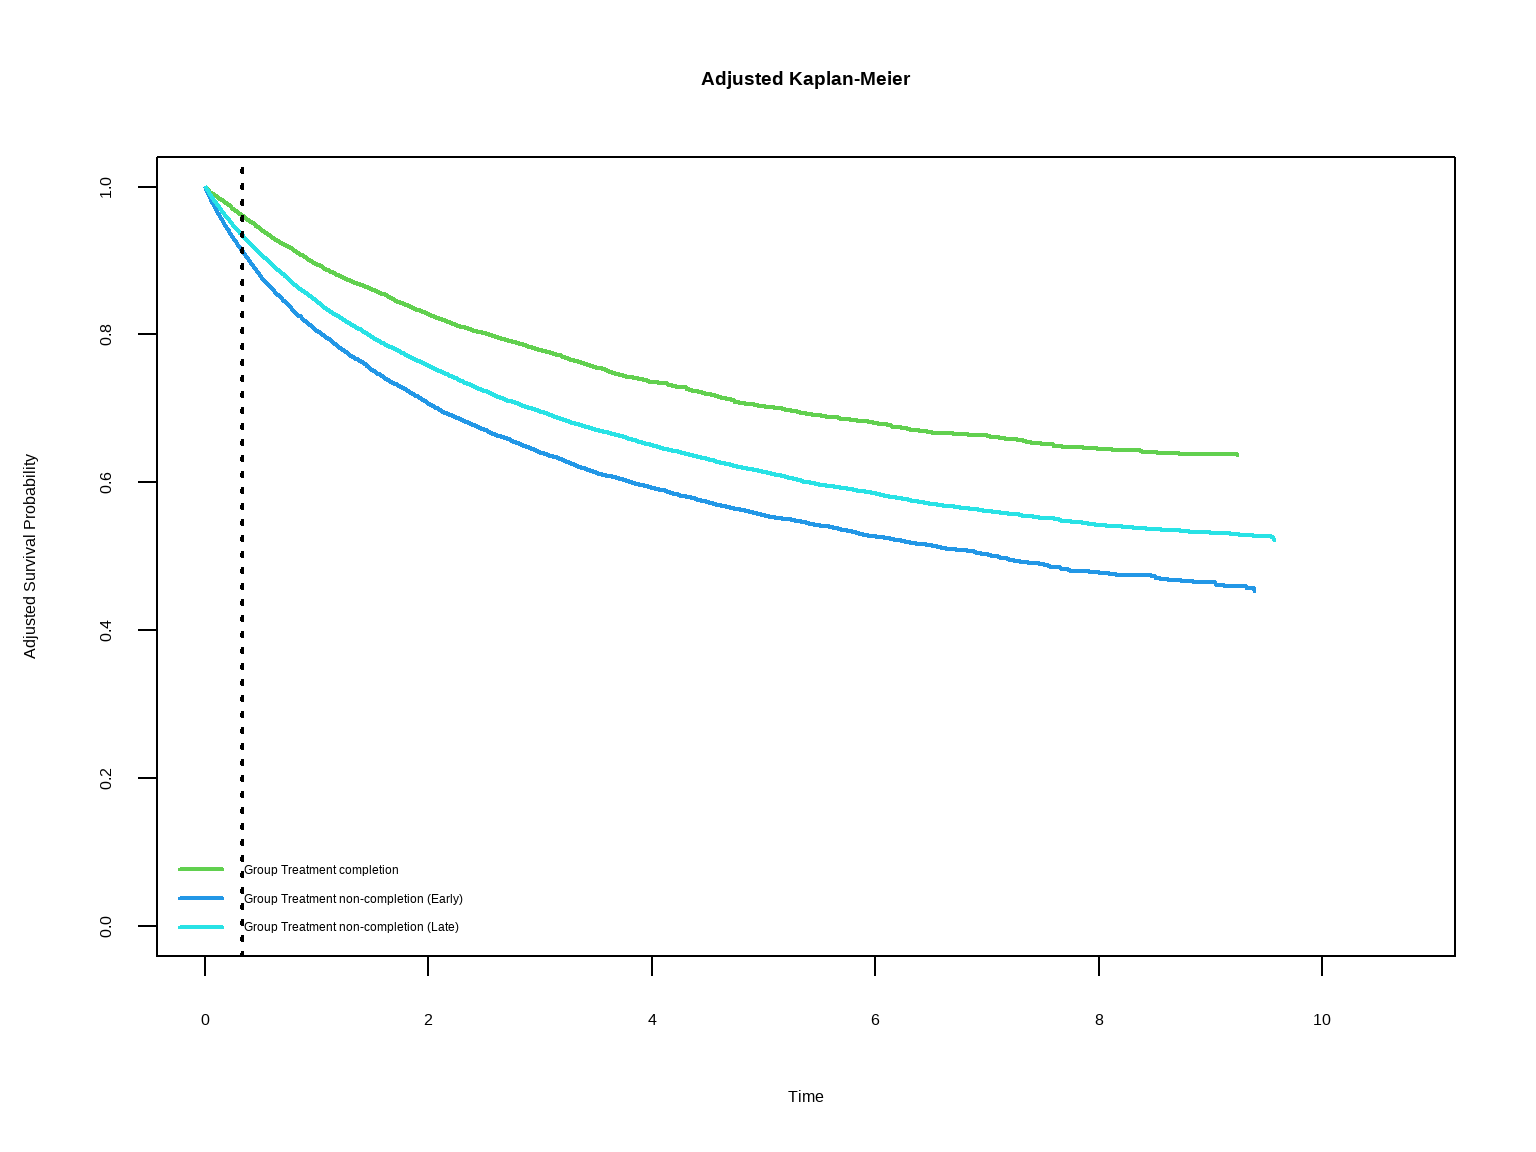 Adjusted Kaplan-Meier
Adjusted Survival Probability
1.0
0.8
0.6
0.4
0.2
0.0
Group Treatment completion
Group Treatment non-completion (Early)
Group Treatment non-completion (Late)
0 2 4 6 8 10
Time